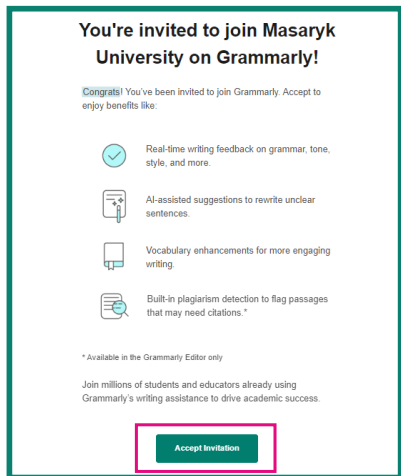 You're invited to join Masaryk
University on Grammarly!
Congrats! You've been invited to join Grammarly. Accept to
enjoy benefits like:
Real-time writing feedback on grammar, tone,
style, and more.
AI-assisted suggestions to rewrite unclear
sentences.
Vocabulary enhancements for more engaging
writing.
Built-in plagiarism detection to flag passages
that may need citations.*
* Available in the Grammarly Editor only
Join millions of students and educators already using
Grammarly's writing assistance to drive academic success.
Accept Invitation